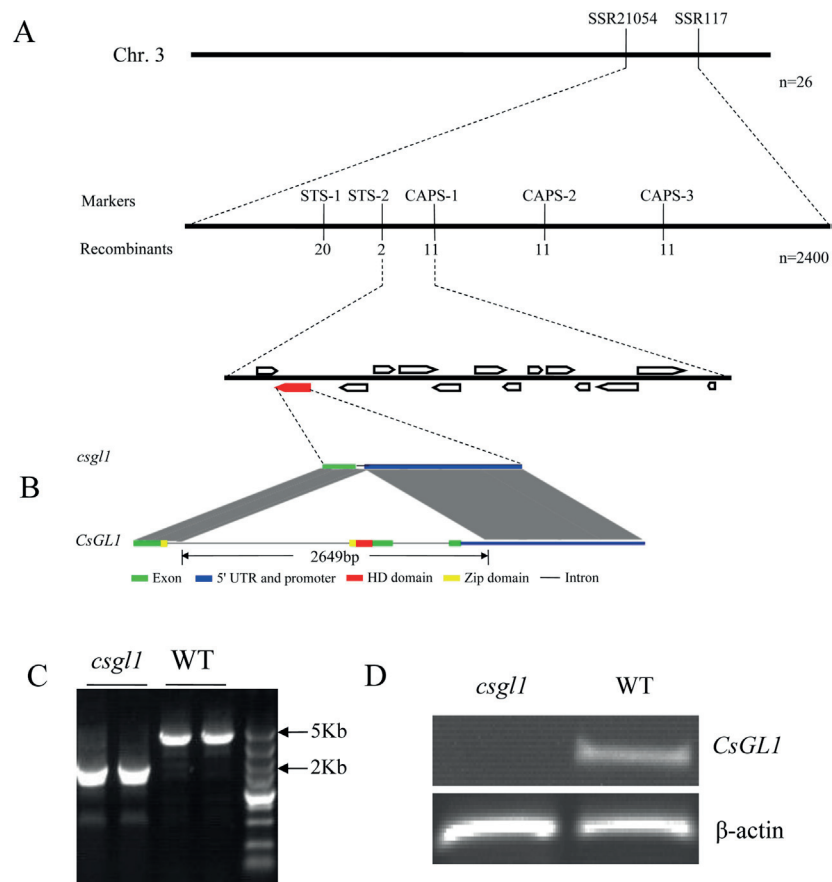 A
SSR21054 SSR117
Chr. 3
n=26
Markers
STS-1 STS-2 CAPS-1 CAPS-2 CAPS-3
Recombinants
20 2 11 11 11
n=2400
csgl1
B
CsGL1
2649bp
Exon 5' UTR and promoter HD domain Zip domain Intron
C
csgl1 WT
5Kb
2Kb
D
csgl1 WT
CsGL1
β-actin